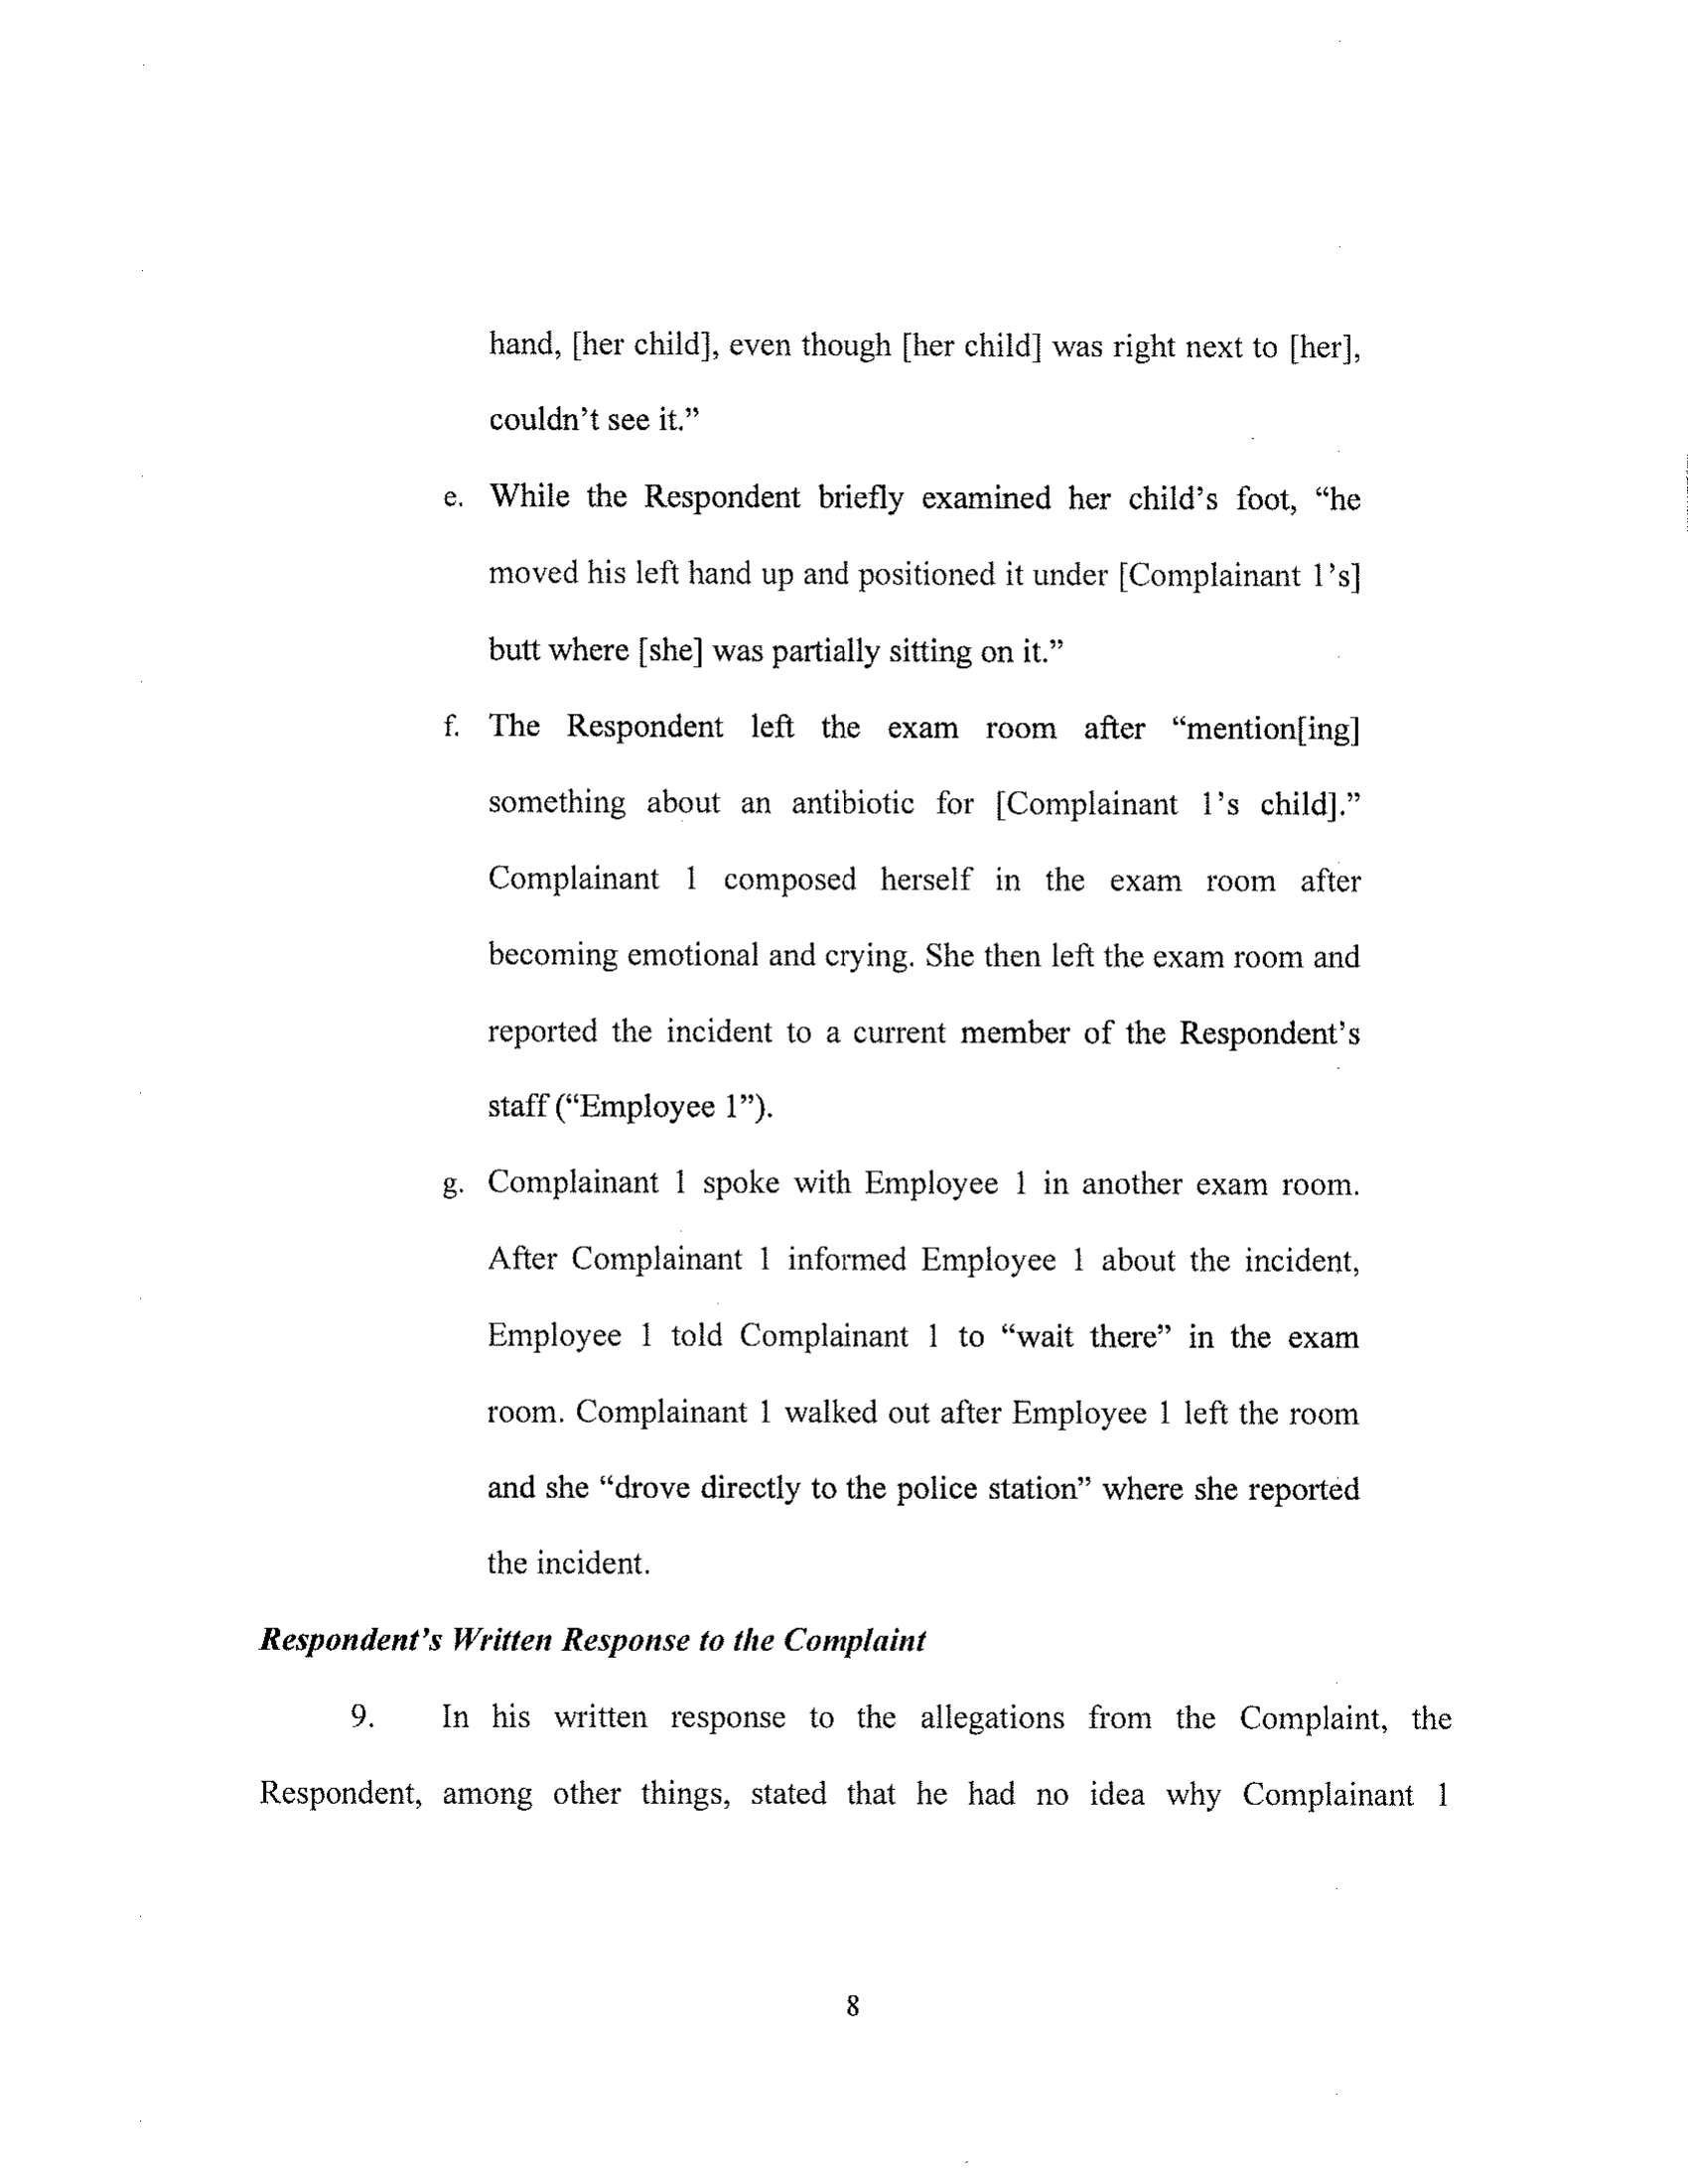 hand, [her child], even though [her child] was right next to [her],
couldn’t see it.”
e. While the Respondent briefly examined her child’s foot, “he
moved his left hand up and positioned it under [Complainant 1’s]
butt where [she] was partially sitting on it.”
f. The Respondent left the exam room after “mention[ing]
something about an antibiotic for [Complainant 1’s child].”
Complainant 1 composed herself in the exam room after
becoming emotional and crying. She then left the exam room and
reported the incident to a current member of the Respondent’s
staff (“Employee 1”).
g. Complainant 1 spoke with Employee 1 in another exam room.
After Complainant 1 informed Employee 1 about the incident,
Employee 1 told Complainant 1 to “wait there” in the exam
room. Complainant 1 walked out after Employee 1 left the room
and she “drove directly to the police station” where she reported
the incident.
Respondent’s Written Response to the Complaint
9. In his written response to the allegations from the Complaint, the
Respondent, among other things, stated that he had no idea why Complainant 1
8